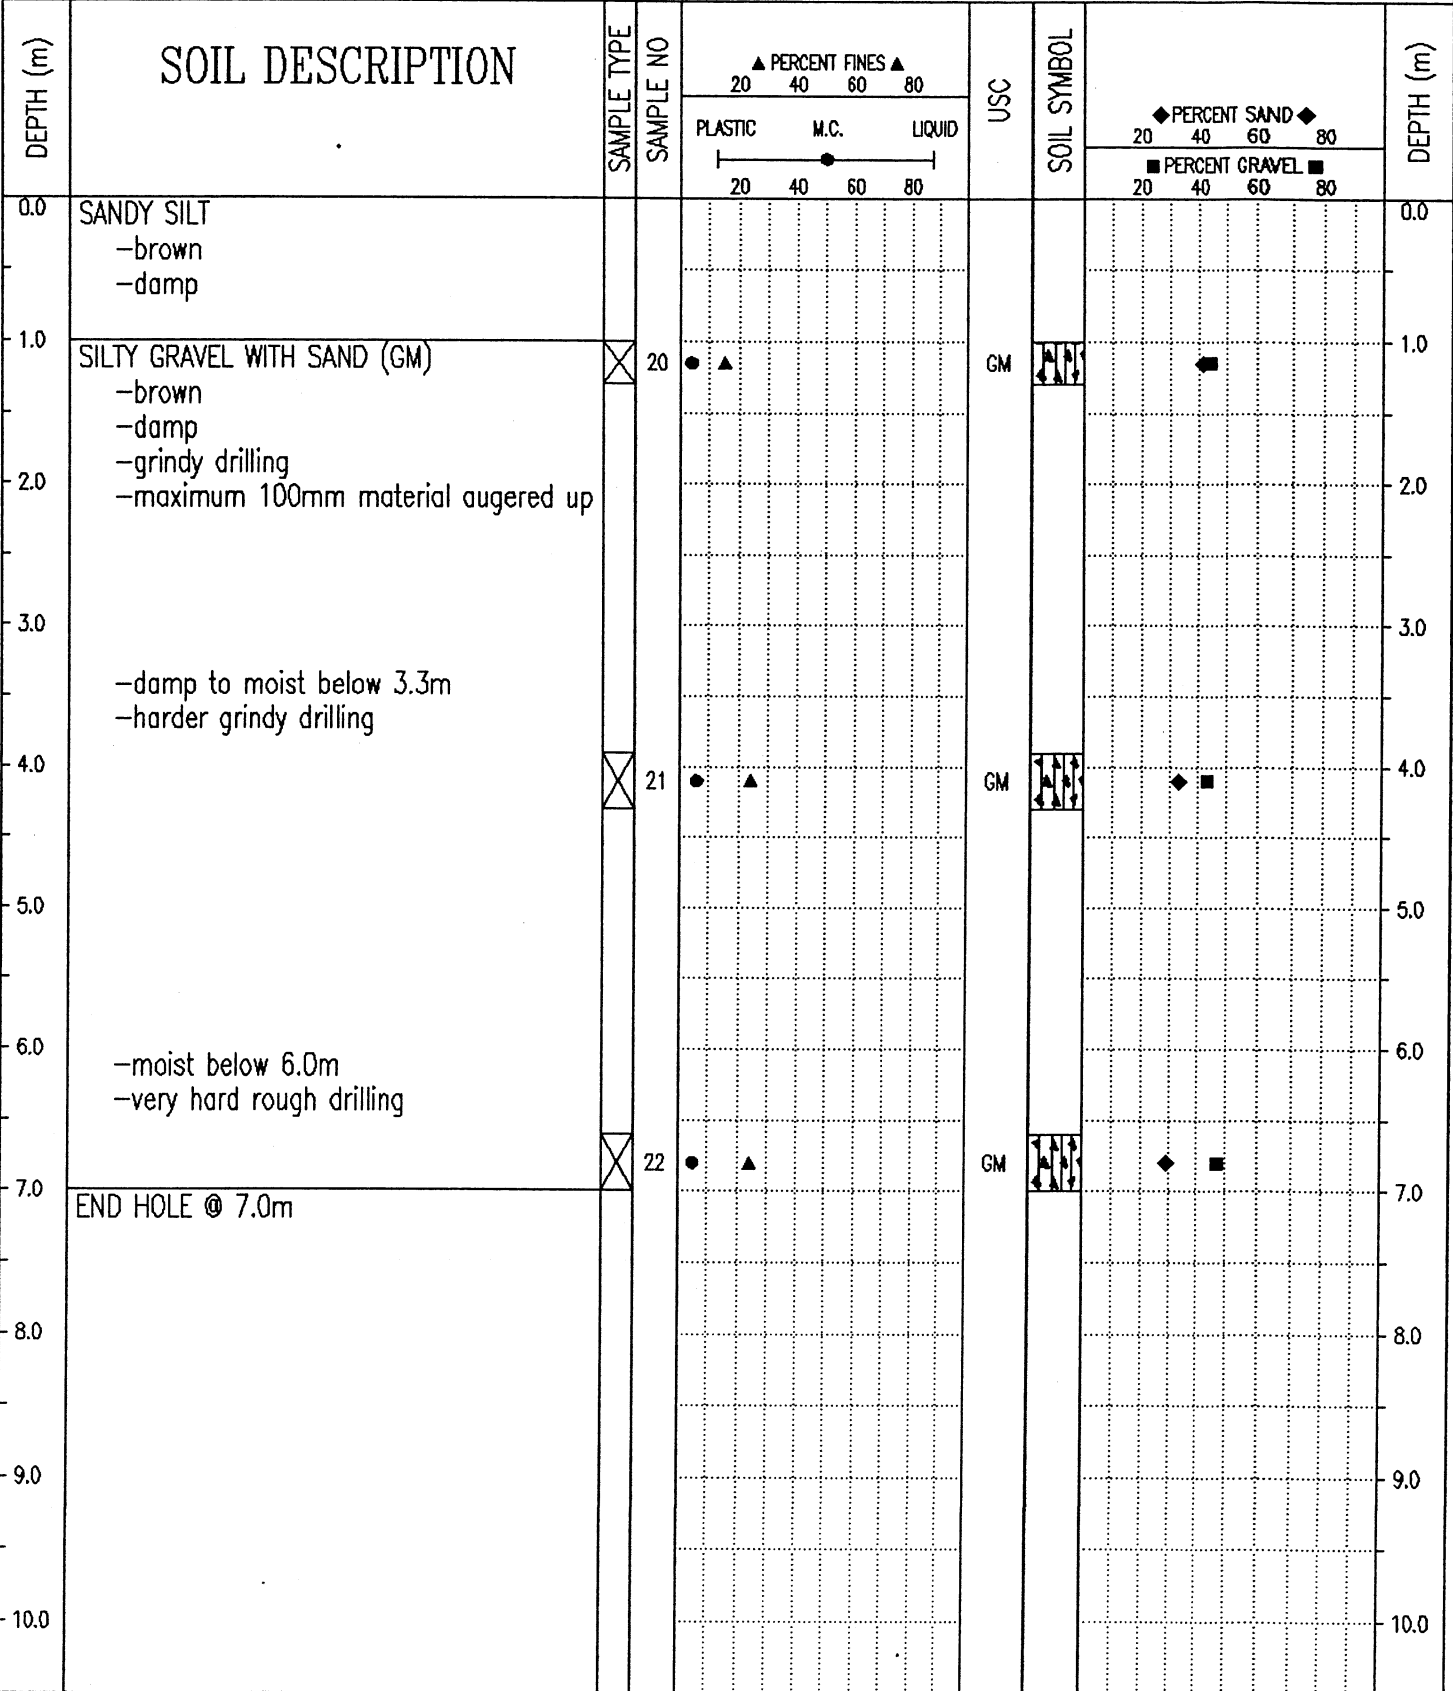 DEPTH (m)
SOIL DESCRIPTION
SAMPLE TYPE
SAMPLE NO
▲ PERCENT FINES ▲
20 40 60 80
PLASTIC M.C. LIQUID
20 40 60 80
USC
SOIL SYMBOL
◆PERCENT SAND◆
20 40 60 80
■ PERCENT GRAVEL ■
20 40 60 80
DEPTH (m)
0.0 SANDY SILT 0.0
-brown
-damp
1.0 1.0
SILTY GRAVEL WITH SAND (GM) 20 GM
-brown
-damp
-grindy drilling
2.0 2.0
-maximum 100mm material augered up
3.0 3.0
-damp to moist below 3.3m
-harder grindy drilling
4.0 4.0
21 GM
5.0 5.0
6.0 6.0
-moist below 6.0m
-very hard rough drilling
22 GM
7.0 7.0
END HOLE @ 7.0m
8.0 8.0
9.0 9.0
10.0 10.0